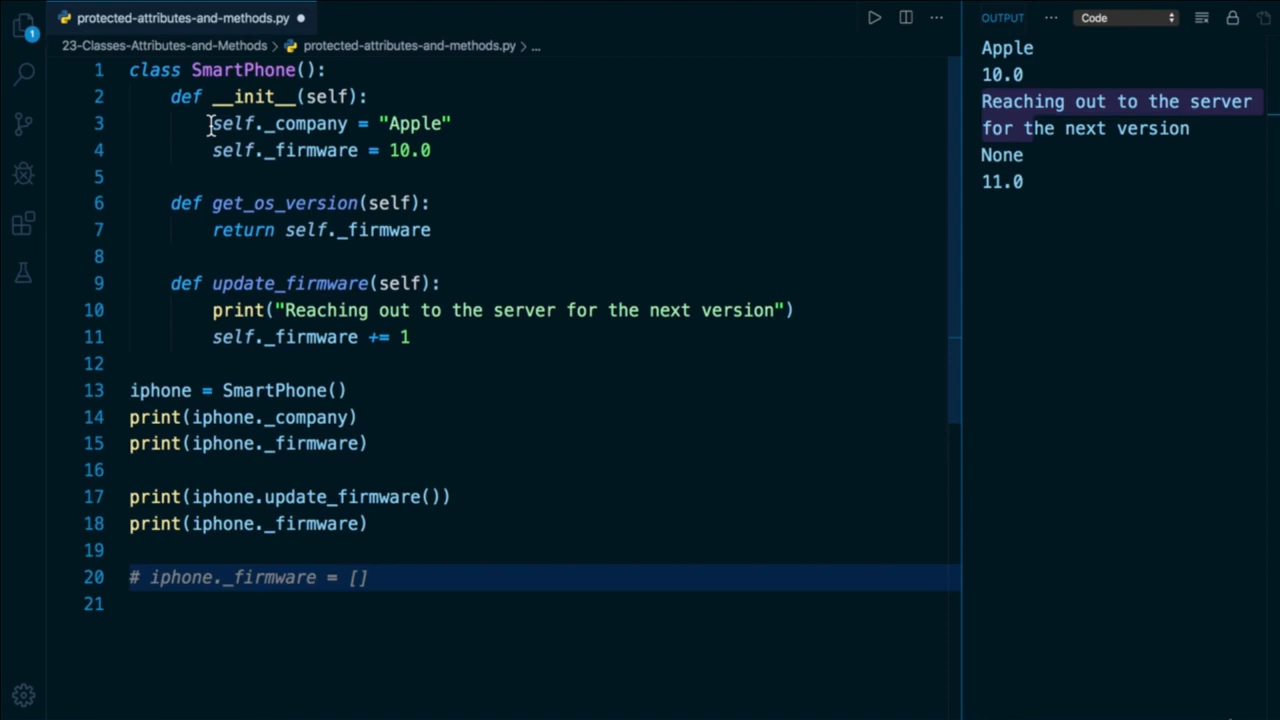 protected-attributes-and-methods.py
OUTPUT
Code
1
23-Classes-Attributes-and-Methods > protected-attributes-and-methods.py > ...
1 class SmartPhone():
2     def __init__(self):
3         self._company = "Apple"
4         self._firmware = 10.0
5
6     def get_os_version(self):
7         return self._firmware
8
9     def update_firmware(self):
10         print("Reaching out to the server for the next version")
11         self._firmware += 1
12
13 iphone = SmartPhone()
14 print(iphone._company)
15 print(iphone._firmware)
16
17 print(iphone.update_firmware())
18 print(iphone._firmware)
19
20 # iphone._firmware = []
21
Apple
10.0
Reaching out to the server
for the next version
None
11.0